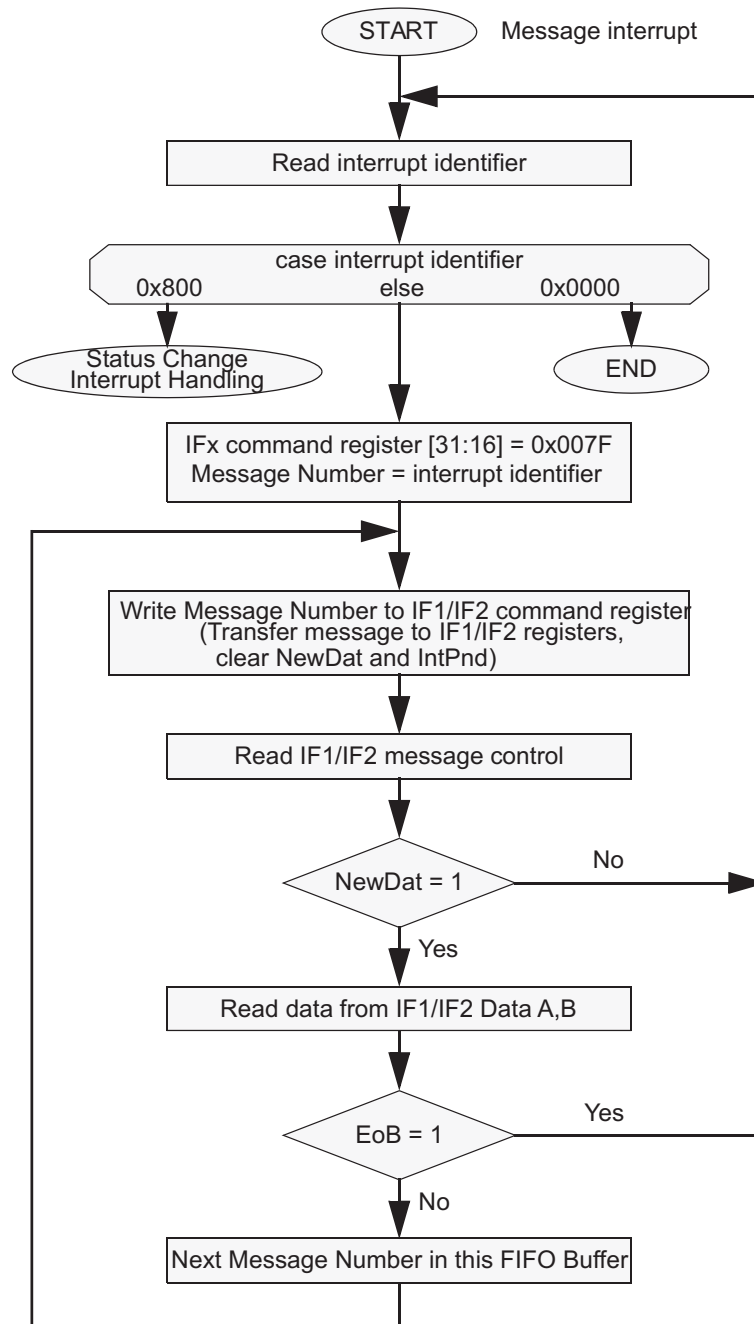 START
Message interrupt
Read interrupt identifier
case interrupt identifier
0x800
else
0x0000
Status Change
Interrupt Handling
END
IFx command register [31:16] = 0x007F
Message Number = interrupt identifier
Write Message Number to IF1/IF2 command register
(Transfer message to IF1/IF2 registers,
clear NewDat and IntPnd)
Read IF1/IF2 message control
NewDat = 1
No
Yes
Read data from IF1/IF2 Data A,B
EoB = 1
Yes
No
Next Message Number in this FIFO Buffer